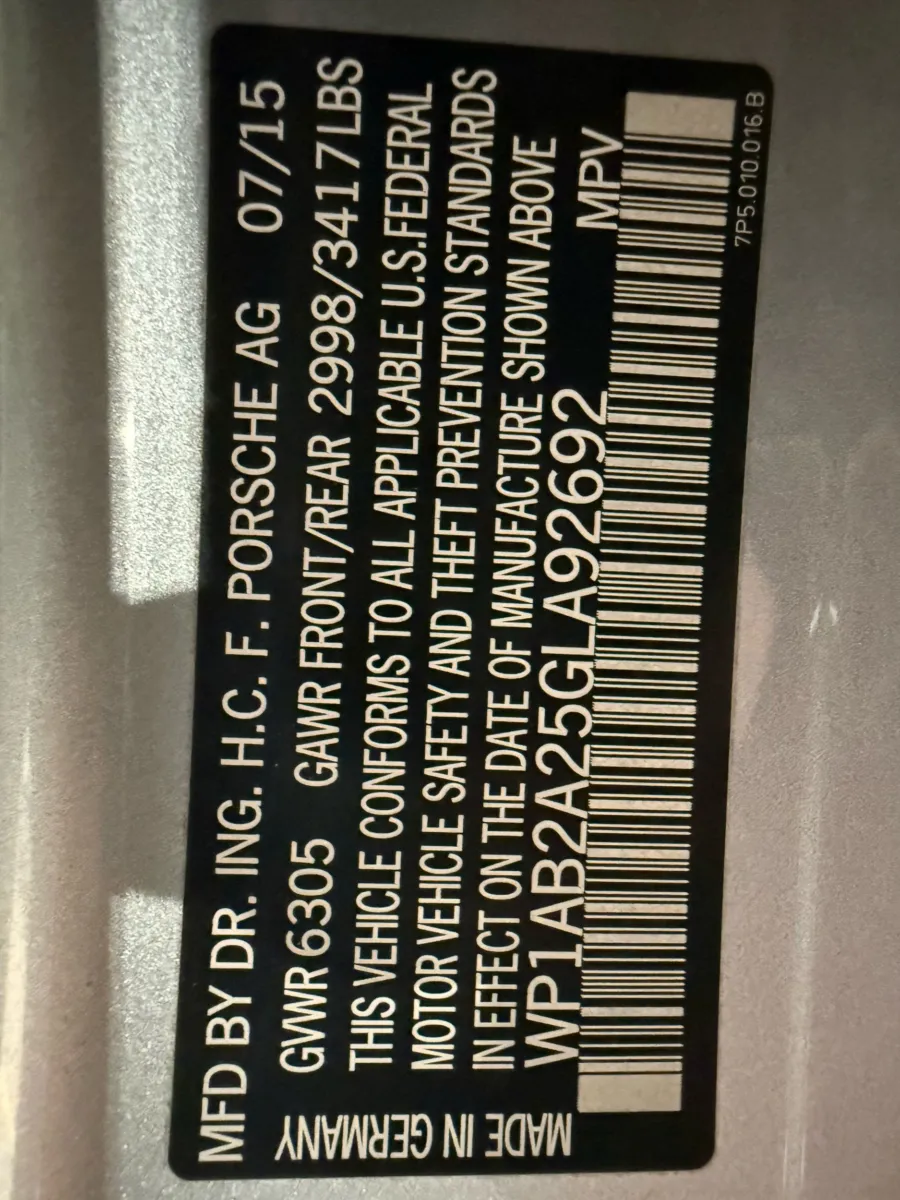 MFD BY DR. ING. H.C. F. PORSCHE AG 07/15
GVWR 6305 GAWR FRONT/REAR 2998/3417LBS
THIS VEHICLE CONFORMS TO ALL APPLICABLE U.S.FEDERAL
MOTOR VEHICLE SAFETY AND THEFT PREVENTION STANDARDS
IN EFFECT ON THE DATE OF MANUFACTURE SHOWN ABOVE
WP1AB2A25GLA92692 MPV
MADE IN GERMANY
7P5.010.016.B